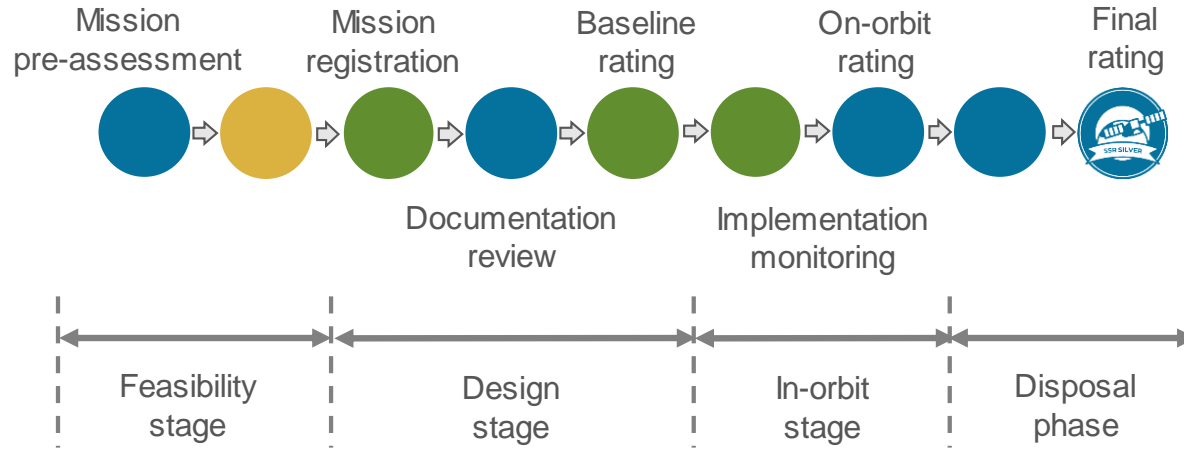 Mission
pre-assessment
Mission
registration
Baseline
rating
On-orbit
rating
Final
rating
SSR SILVER
Documentation
review
Implementation
monitoring
Feasibility
stage
Design
stage
In-orbit
stage
Disposal
phase